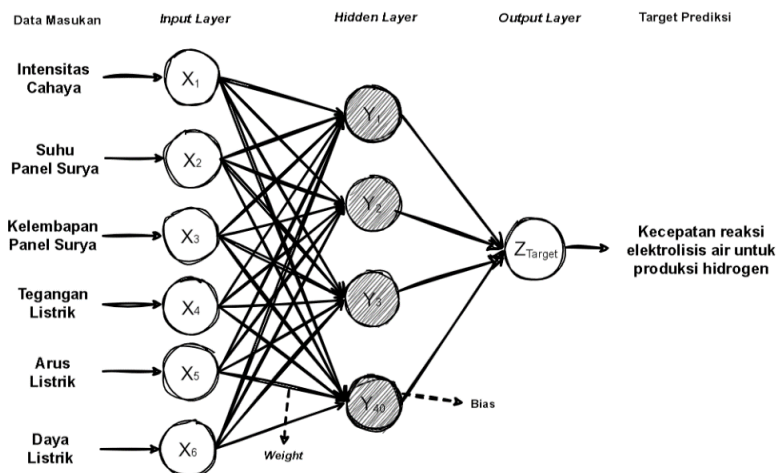 Data Masukan
Input Layer
Hidden Layer
Output Layer
Target Prediksi
Intensitas
Cahaya
X1
Suhu
Panel Surya
X2
Kelembapan
Panel Surya
X3
Tegangan
Listrik
X4
Arus
Listrik
X5
Daya
Listrik
X6
Weight
Y1
Y2
Y3
Y40
Bias
ZTarget
Kecepatan reaksi
elektrolisis air untuk
produksi hidrogen